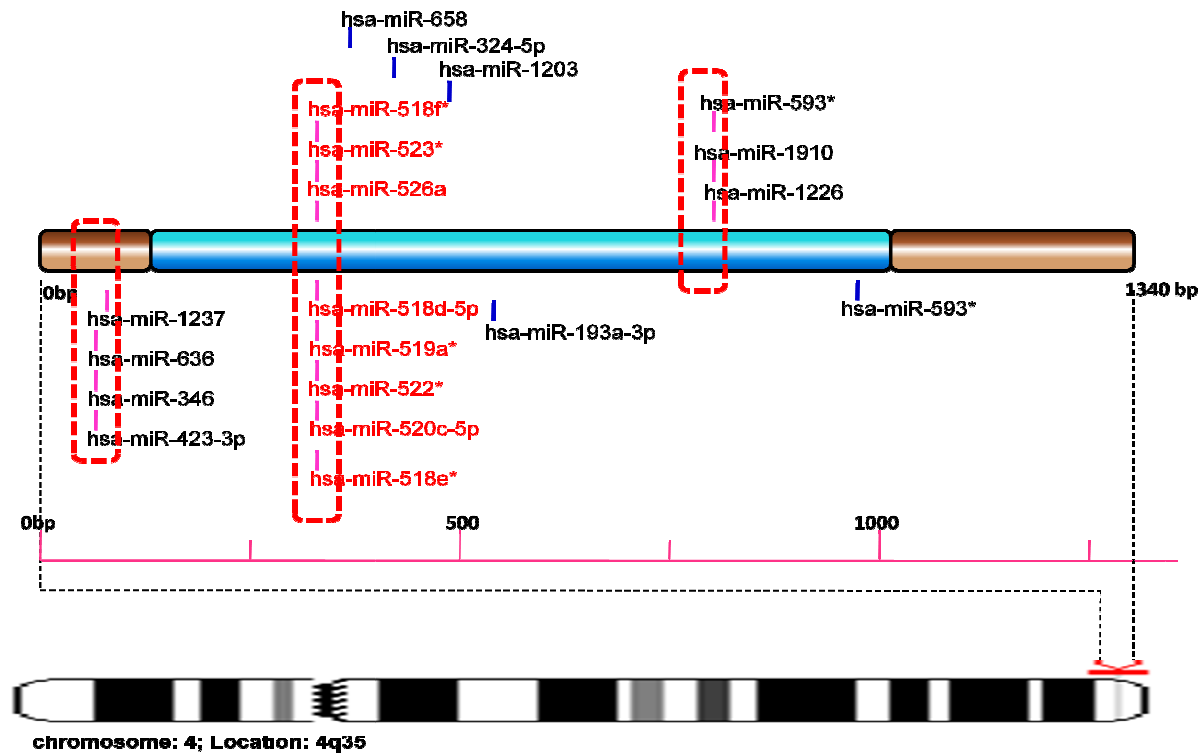 hsa-miR-658
hsa-miR-324-5p
hsa-miR-1203
hsa-miR-518f*
hsa-miR-593*
hsa-miR-523*
hsa-miR-1910
hsa-miR-526a
hsa-miR-1226
0bp
1340 bp
hsa-miR-1237
hsa-miR-518d-5p
hsa-miR-593*
hsa-miR-193a-3p
hsa-miR-636
hsa-miR-519a*
hsa-miR-346
hsa-miR-522*
hsa-miR-423-3p
hsa-miR-520c-5p
hsa-miR-518e*
0bp
500
1000
chromosome: 4; Location: 4q35